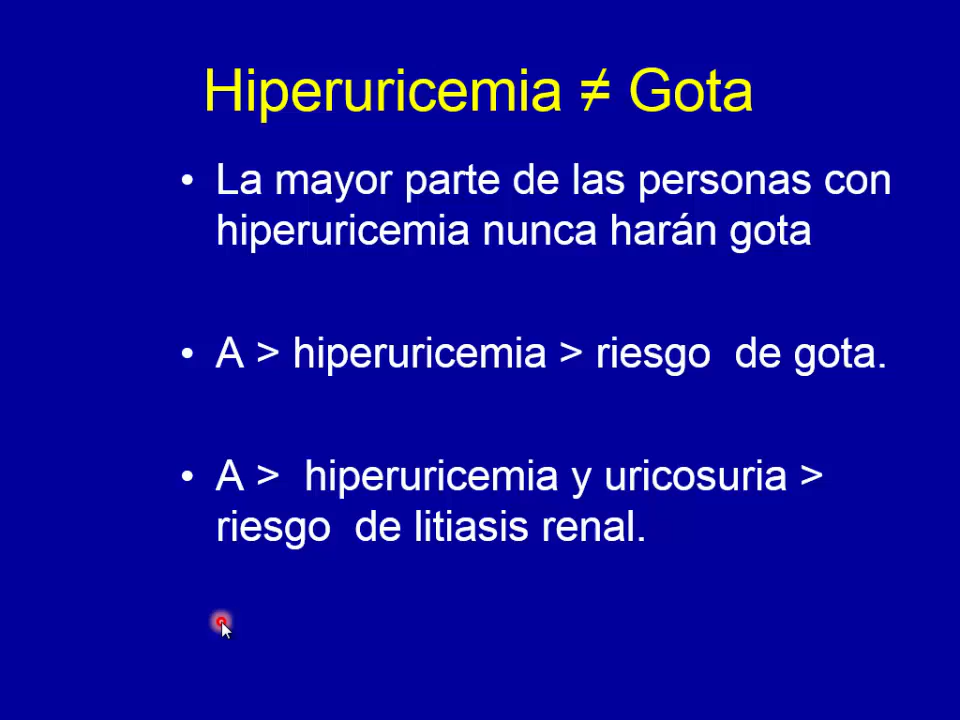 Hiperuricemia ≠ Gota
• La mayor parte de las personas con
hiperuricemia nunca harán gota
• A > hiperuricemia > riesgo  de gota.
• A >  hiperuricemia y uricosuria >
riesgo  de litiasis renal.